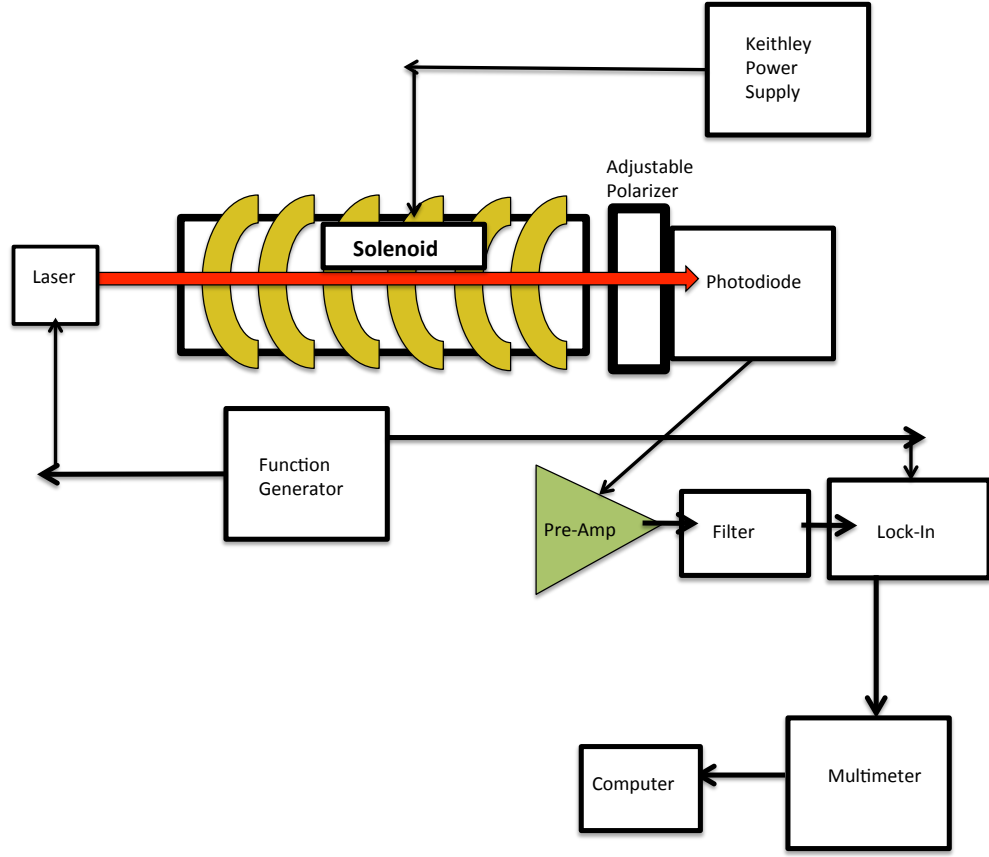 Keithley
Power
Supply
Adjustable
Polarizer
Solenoid
Laser
Photodiode
Function
Generator
Pre-Amp
Filter
Lock-In
Multimeter
Computer